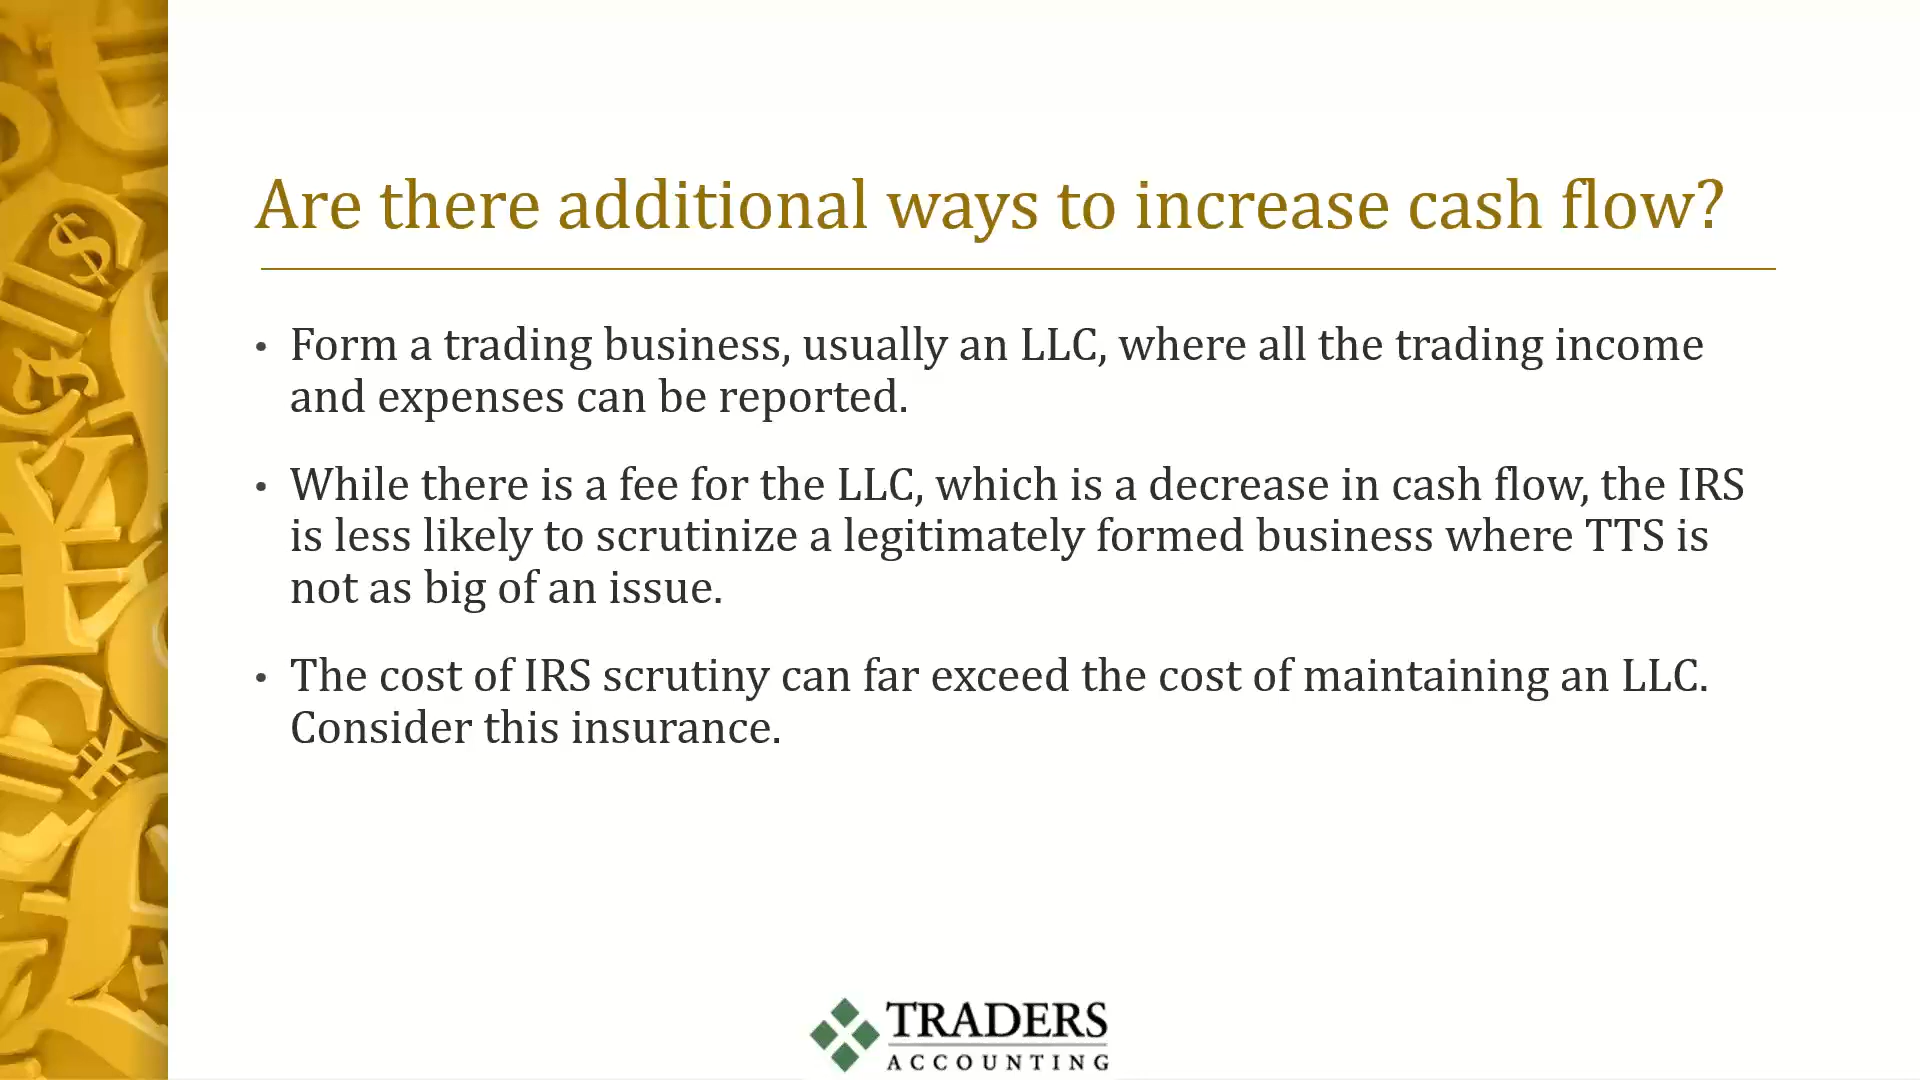 Are there additional ways to increase cash flow?
• Form a trading business, usually an LLC, where all the trading income
and expenses can be reported.
• While there is a fee for the LLC, which is a decrease in cash flow, the IRS
is less likely to scrutinize a legitimately formed business where TTS is
not as big of an issue.
• The cost of IRS scrutiny can far exceed the cost of maintaining an LLC.
Consider this insurance.
TRADERS
ACCOUNTING